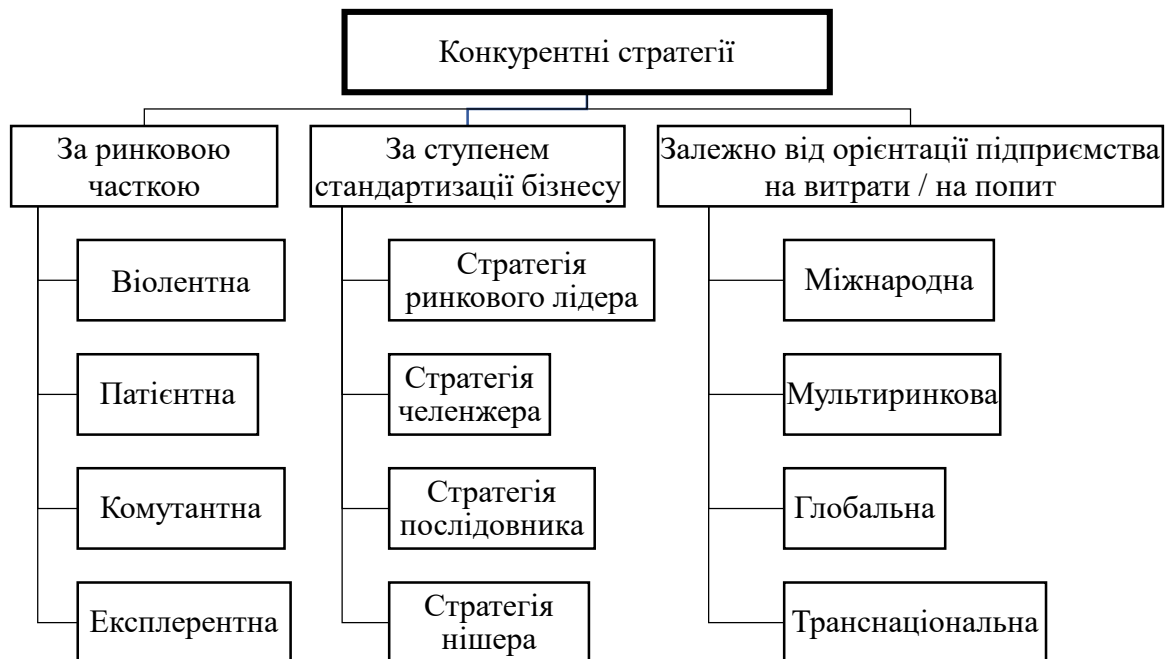 Конкурентні стратегії
За ринковою
часткою
Віолентна
Патієнтна
Комутантна
Експлерентна
За ступенем
стандартизації бізнесу
Стратегія
ринкового лідера
Стратегія
челенжера
Стратегія
послідовника
Стратегія
нішера
Залежно від орієнтації підприємства
на витрати / на попит
Міжнародна
Мультиринкова
Глобальна
Транснаціональна